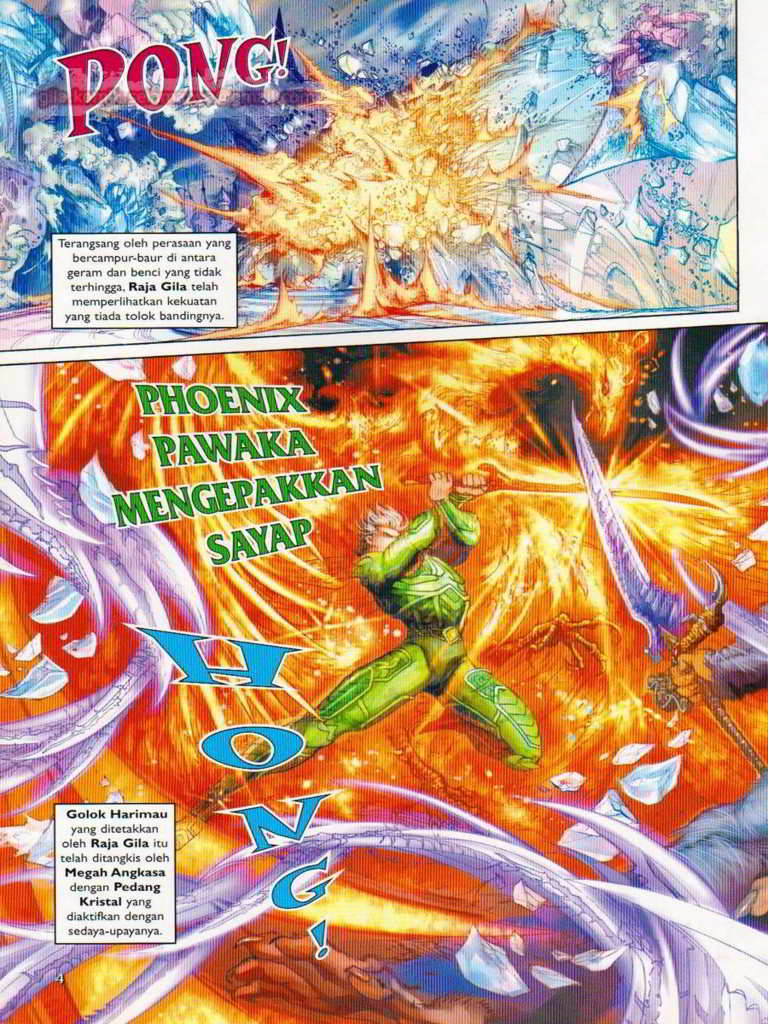 PONG!
Terangsang oleh perasaan yang
bercampur-baur di antara
geram dan benci yang tidak
terhingga, Raja Gila telah
memperlihatkan kekuatan
yang tiada tolok bandingnya.
PHOENIX
PAWAKA
MENGEPAKKAN
SAYAP
HONG!
Golok Harimau
yang ditetakkan
oleh Raja Gila itu
telah ditangkis oleh
Megah Angkasa
dengan Pedang
Kristal yang
diaktifkan dengan
sedaya-upayanya.
4